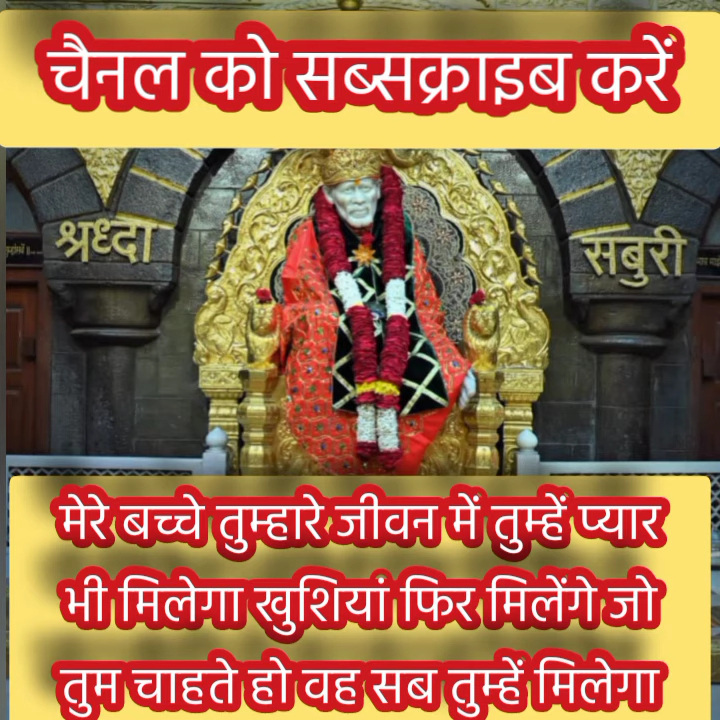 चैनल को सब्सक्राइब करें
श्रध्दा
सबुरी
मेरे बच्चे तुम्हारे जीवन में तुम्हें प्यार
भी मिलेगा खुशियां फिर मिलेंगे जो
तुम चाहते हो वह सब तुम्हें मिलेगा